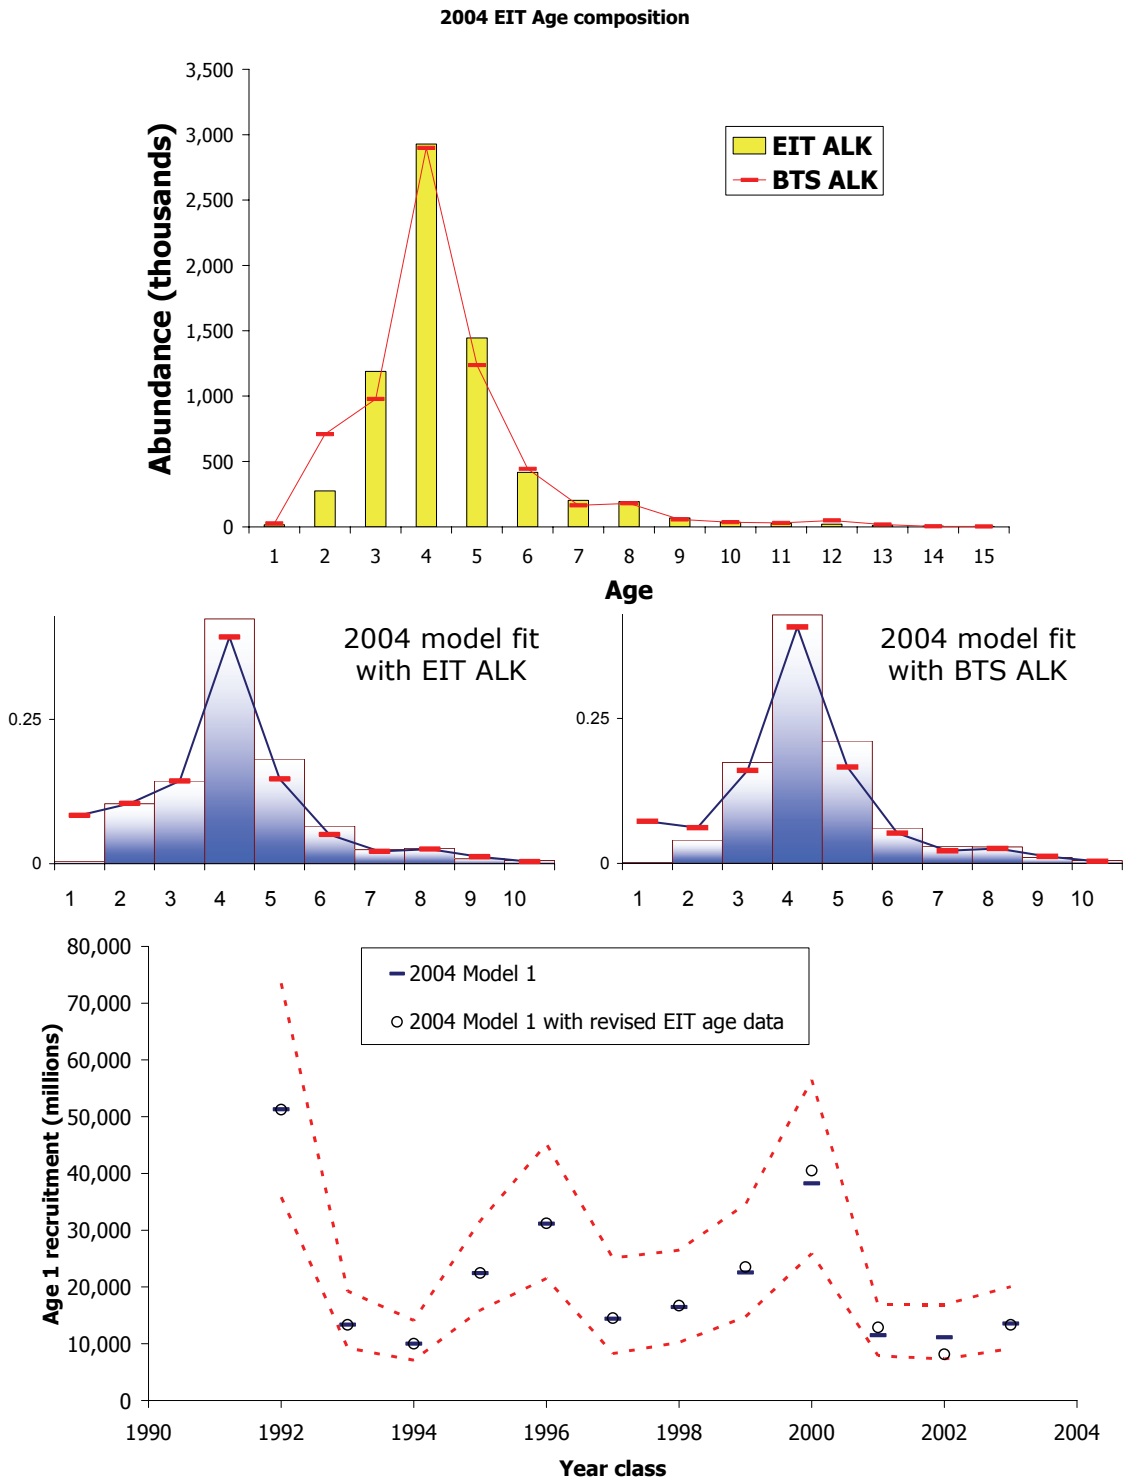 2004 EIT Age composition
3,500
3,000
2,500
2,000
1,500
1,000
500
0
Abundance (thousands)
EIT ALK
BTS ALK
1 2 3 4 5 6 7 8 9 10 11 12 13 14 15
Age
2004 model fit
with EIT ALK
0.25
0
1 2 3 4 5 6 7 8 9 10
2004 model fit
with BTS ALK
0.25
0
1 2 3 4 5 6 7 8 9 10
80,000
70,000
60,000
50,000
40,000
30,000
20,000
10,000
0
Age 1 recruitment (millions)
2004 Model 1
2004 Model 1 with revised EIT age data
1990 1992 1994 1996 1998 2000 2002 2004
Year class